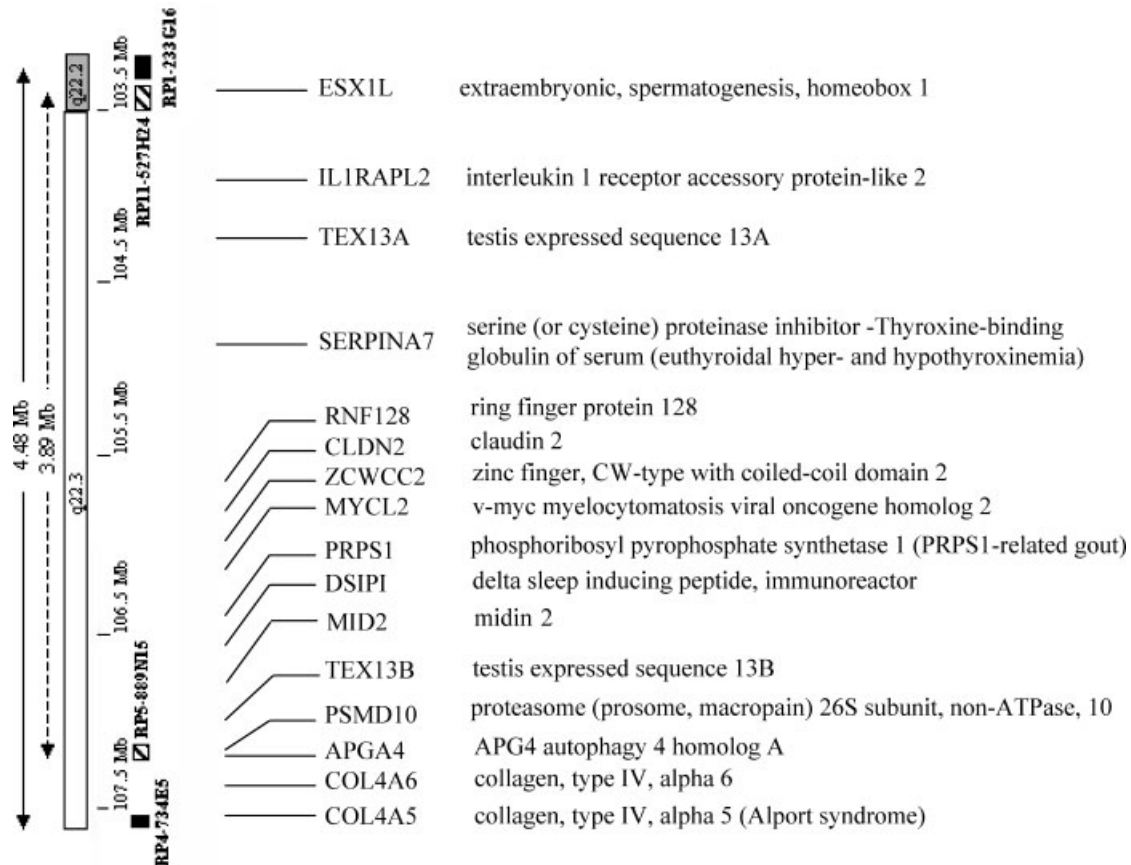 4.48 Mb
3.89 Mb
q22.2
q22.3
103.5 Mb
104.5 Mb
105.5 Mb
106.5 Mb
107.5 Mb
RP1-233G16
RP11-527H24
RP5-889N15
RP4-734E5
ESX1L extraembryonic, spermatogenesis, homeobox 1
IL1RAPL2 interleukin 1 receptor accessory protein-like 2
TEX13A testis expressed sequence 13A
SERPINA7 serine (or cysteine) proteinase inhibitor -Thyroxine-binding
globulin of serum (euthyroidal hyper- and hypothyroxinemia)
RNF128 ring finger protein 128
CLDN2 claudin 2
ZCWCC2 zinc finger, CW-type with coiled-coil domain 2
MYCL2 v-myc myelocytomatosis viral oncogene homolog 2
PRPS1 phosphoribosyl pyrophosphate synthetase 1 (PRPS1-related gout)
DSIPI delta sleep inducing peptide, immunoreactor
MID2 midin 2
TEX13B testis expressed sequence 13B
PSMD10 proteasome (prosome, macropain) 26S subunit, non-ATPase, 10
APGA4 APG4 autophagy 4 homolog A
COL4A6 collagen, type IV, alpha 6
COL4A5 collagen, type IV, alpha 5 (Alport syndrome)